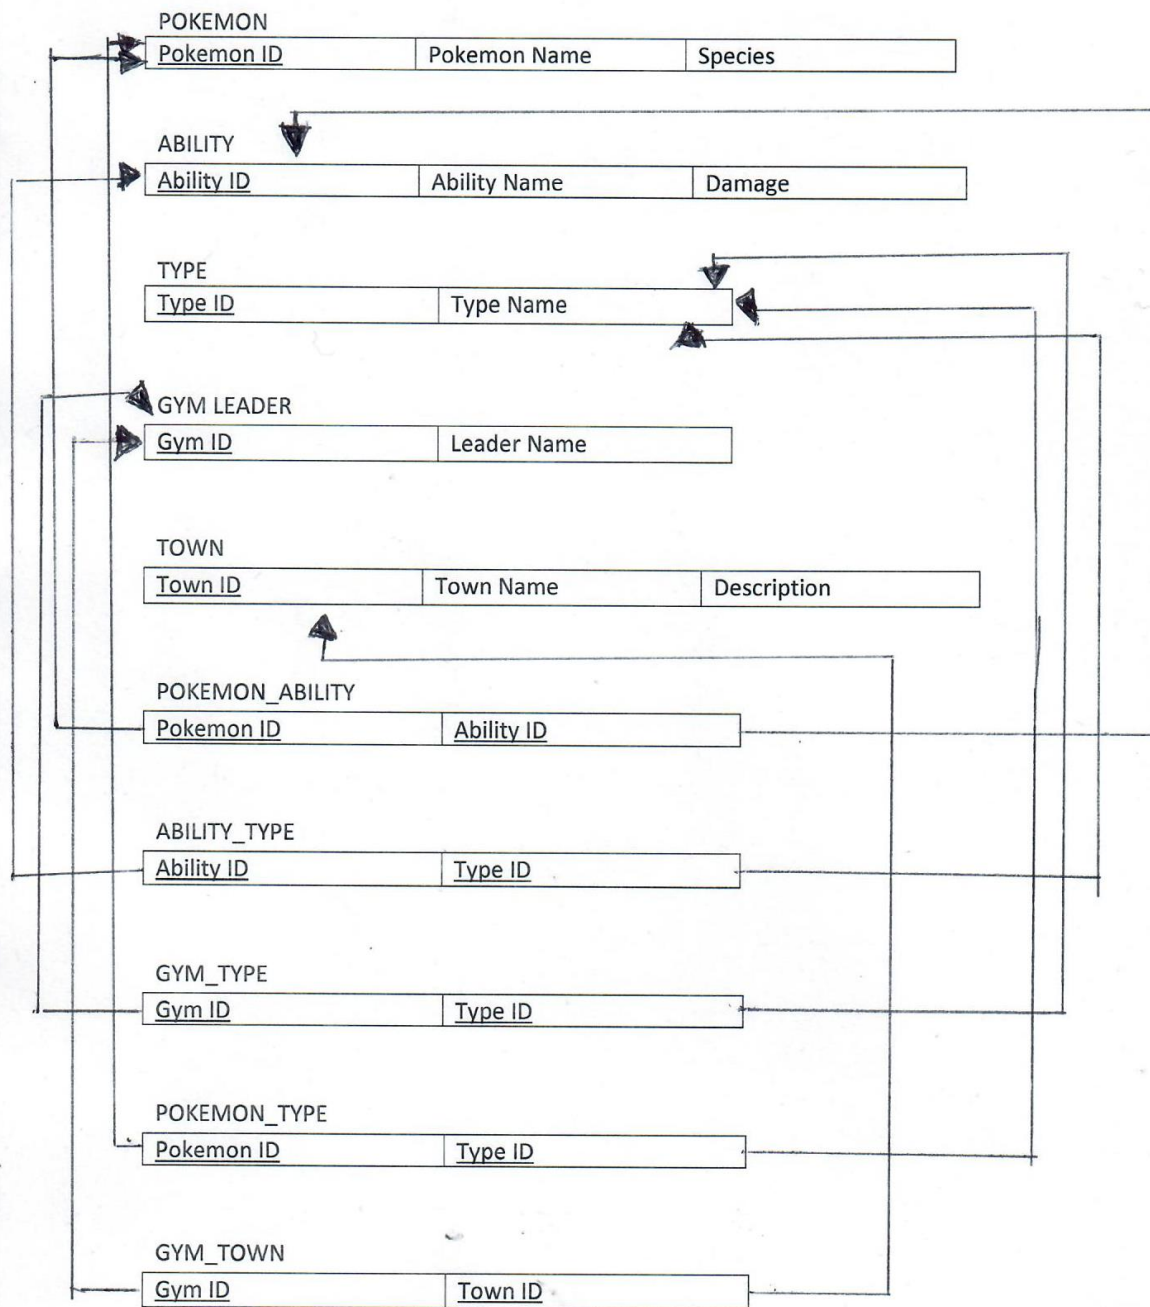 POKEMON
Pokemon ID Pokemon Name Species
ABILITY
Ability ID Ability Name Damage
TYPE
Type ID Type Name
GYM LEADER
Gym ID Leader Name
TOWN
Town ID Town Name Description
POKEMON_ABILITY
Pokemon ID Ability ID
ABILITY_TYPE
Ability ID Type ID
GYM_TYPE
Gym ID Type ID
POKEMON_TYPE
Pokemon ID Type ID
GYM_TOWN
Gym ID Town ID